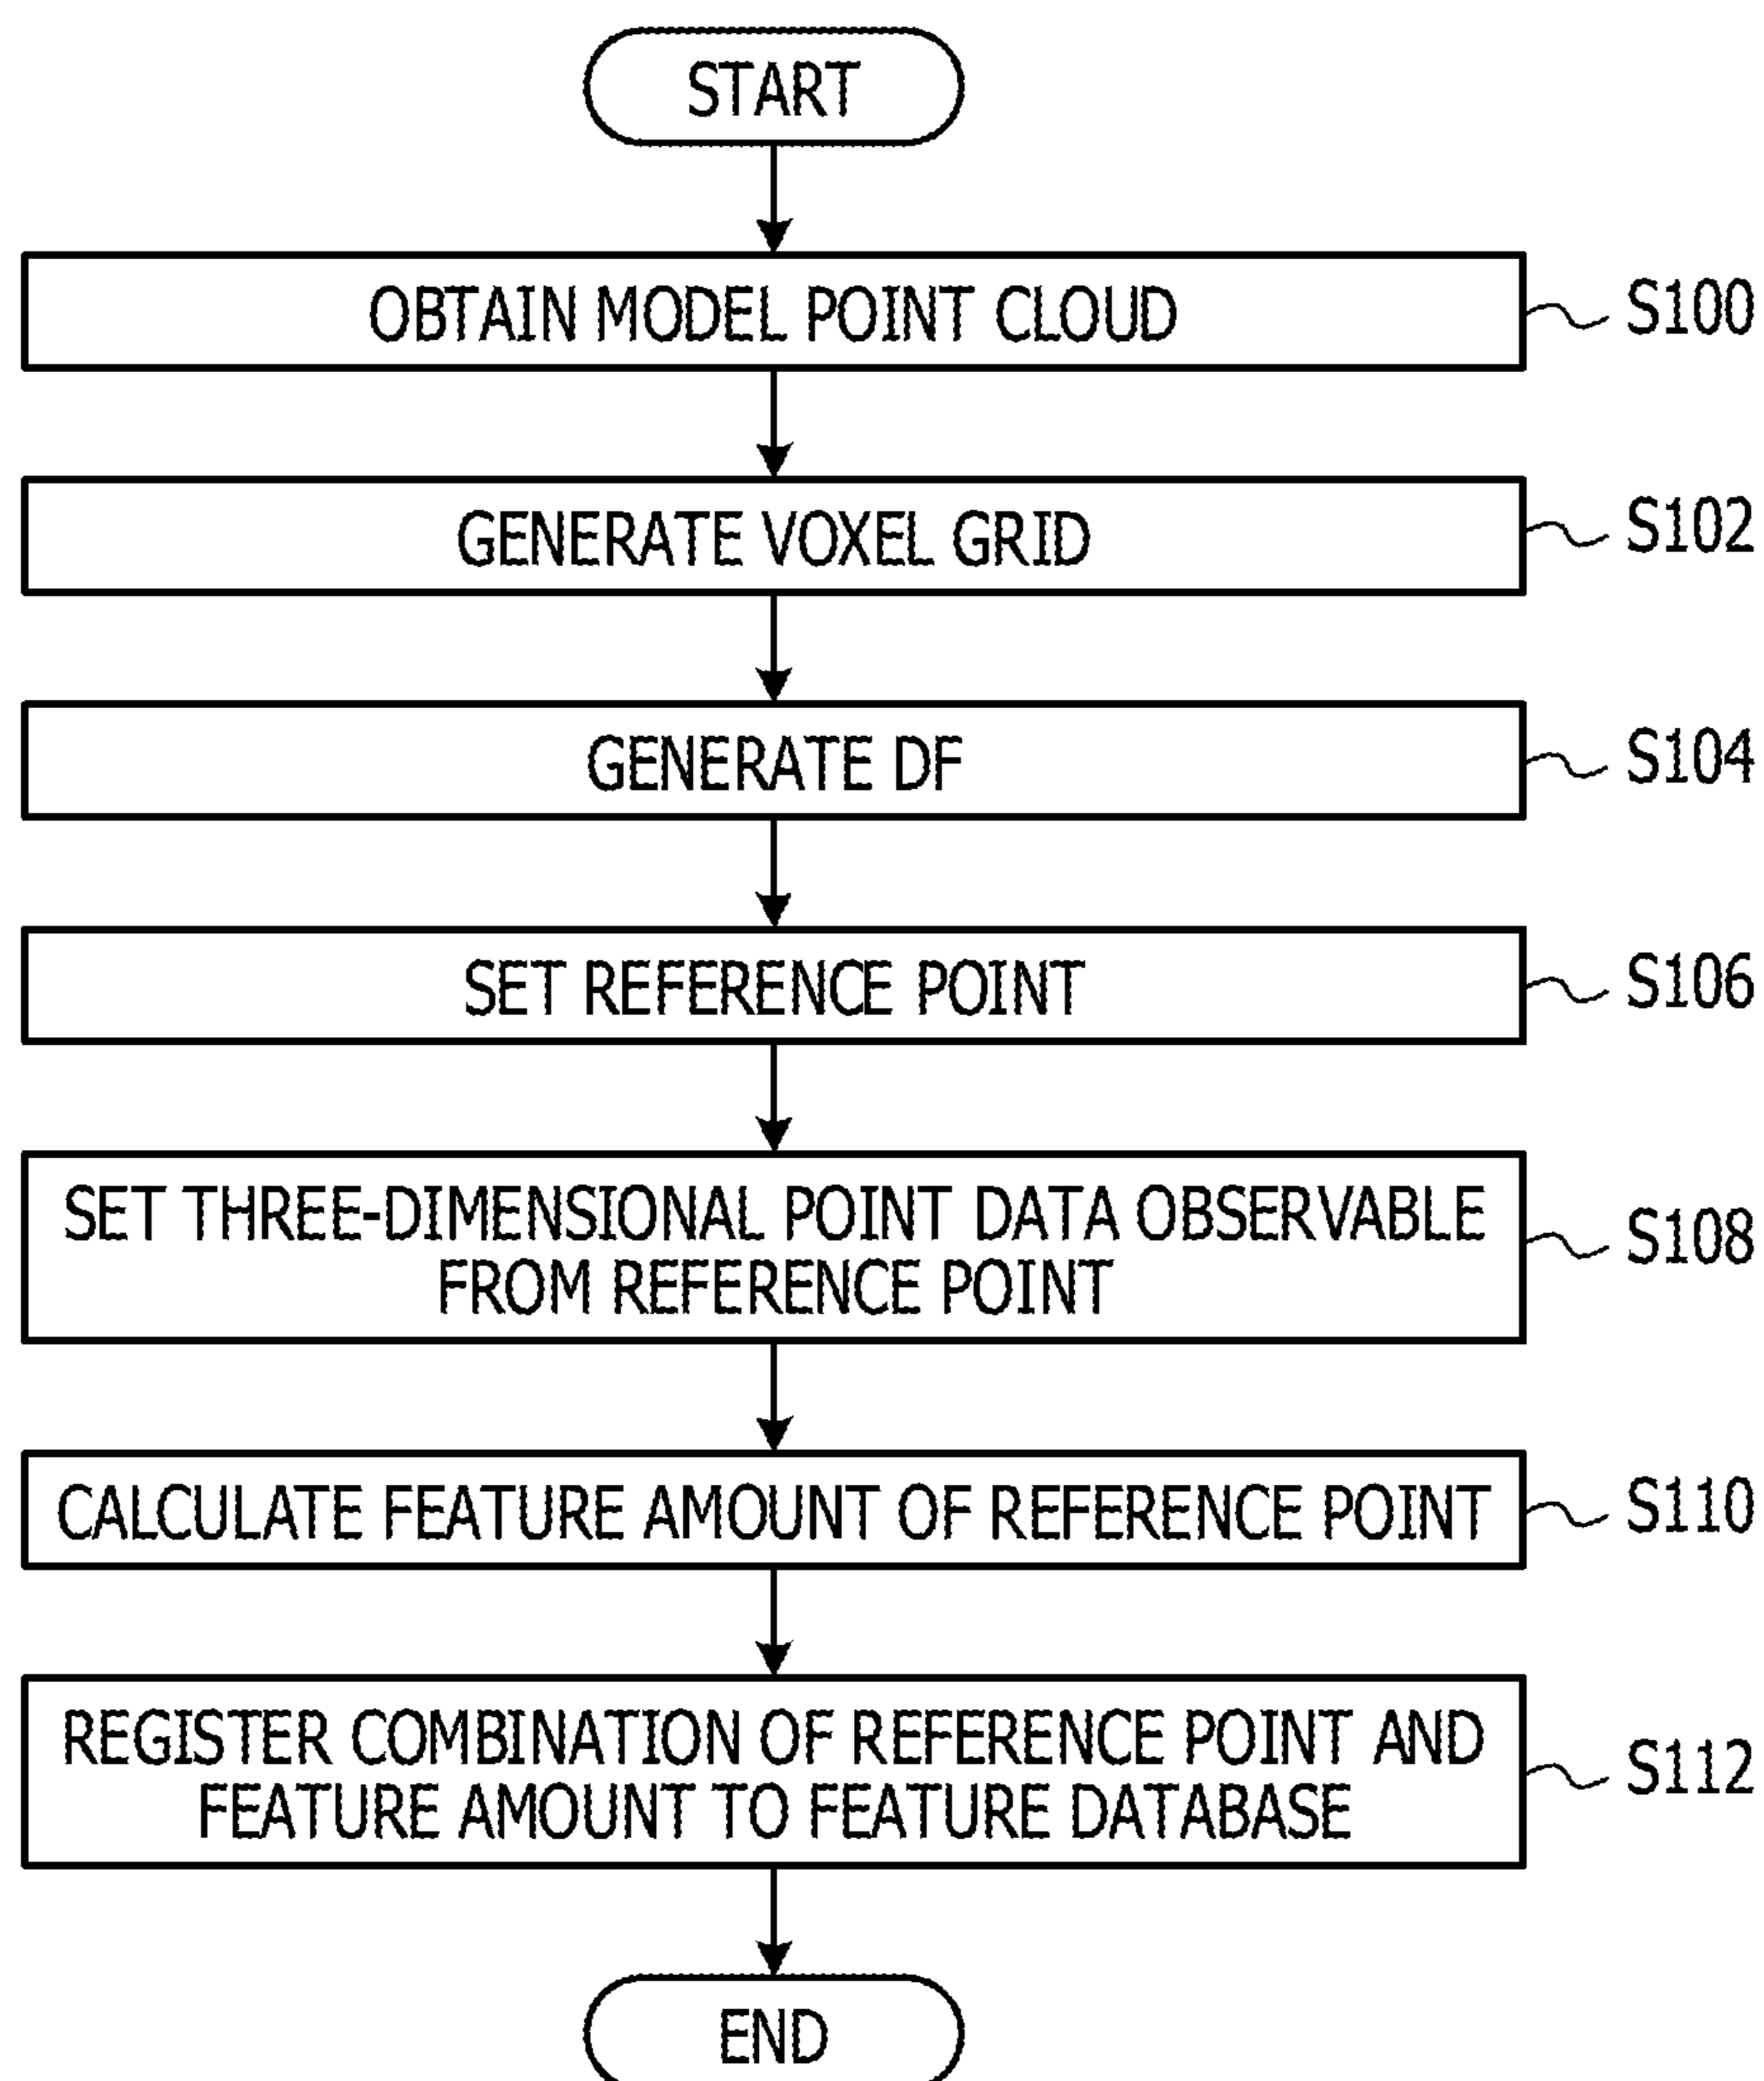 START
OBTAIN MODEL POINT CLOUD
S100
GENERATE VOXEL GRID
S102
GENERATE DF
S104
SET REFERENCE POINT
S106
SET THREE-DIMENSIONAL POINT DATA OBSERVABLE
FROM REFERENCE POINT
S108
CALCULATE FEATURE AMOUNT OF REFERENCE POINT
S110
REGISTER COMBINATION OF REFERENCE POINT AND
FEATURE AMOUNT TO FEATURE DATABASE
S112
END